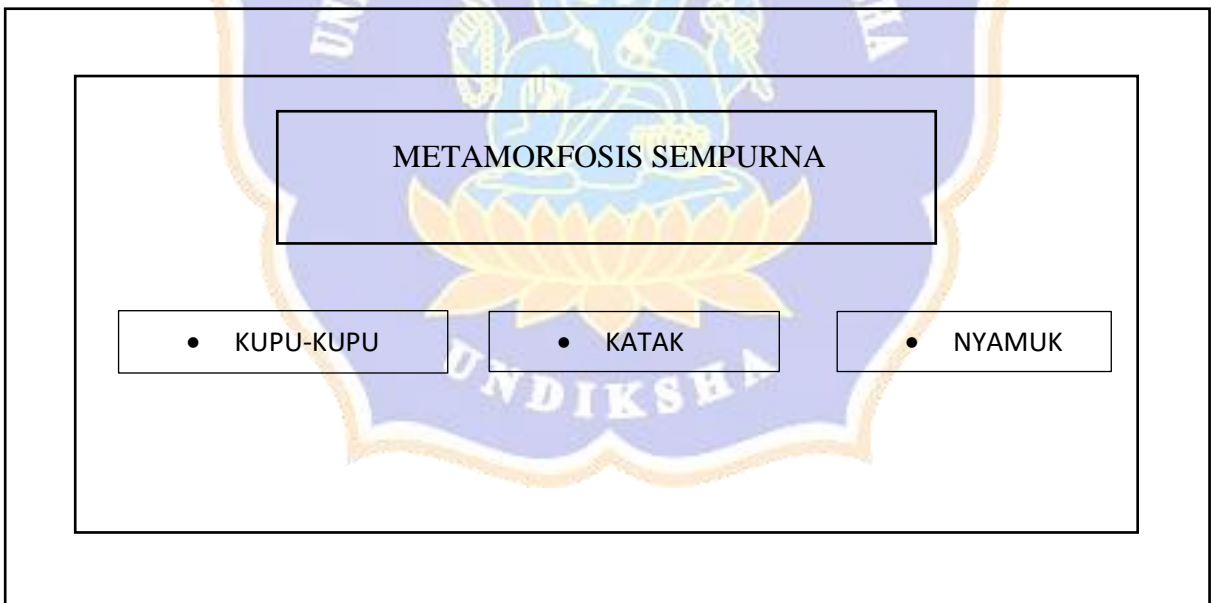 METAMORFOSIS SEMPURNA
• KUPU-KUPU
• KATAK
• NYAMUK
UNDIKSHA